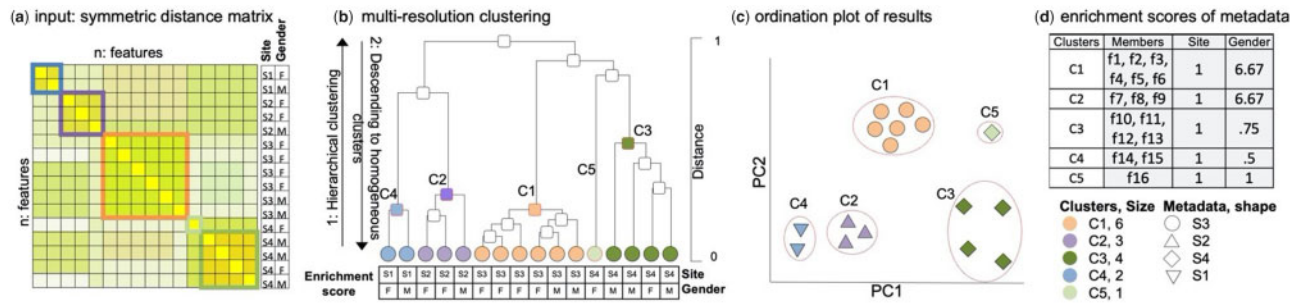 (a) input: symmetric distance matrix
n: features
n: features
Site
Gender
S1 F
S1 M
S2 F
S2 F
S2 M
S3 F
S3 F
S3 F
S3 F
S3 M
S3 M
S4 F
S4 M
S4 M
S4 F
S4 M
(b) multi-resolution clustering
1: Hierarchical clustering
2: Descending to homogeneous
clusters
C4
C2
C1
C5
C3
1
Distance
0
Enrichment
score
S1 S1 S2 S2 S2 S3 S3 S3 S3 S3 S3 S4 S4 S4 S4 S4
Site
Gender
(c) ordination plot of results
PC2
C1
C5
C4
C2
C3
PC1
(d) enrichment scores of metadata
Clusters Members Site Gender
C1 f1, f2, f3, 1 6.67
f4, f5, f6
C2 f7, f8, f9 1 6.67
C3 f10, f11, 1 .75
f12, f13
C4 f14, f15 1 .5
C5 f16 1 1
Clusters, Size Metadata, shape
C1, 6 S3
C2, 3 S2
C3, 4 S4
C4, 2 S1
C5, 1